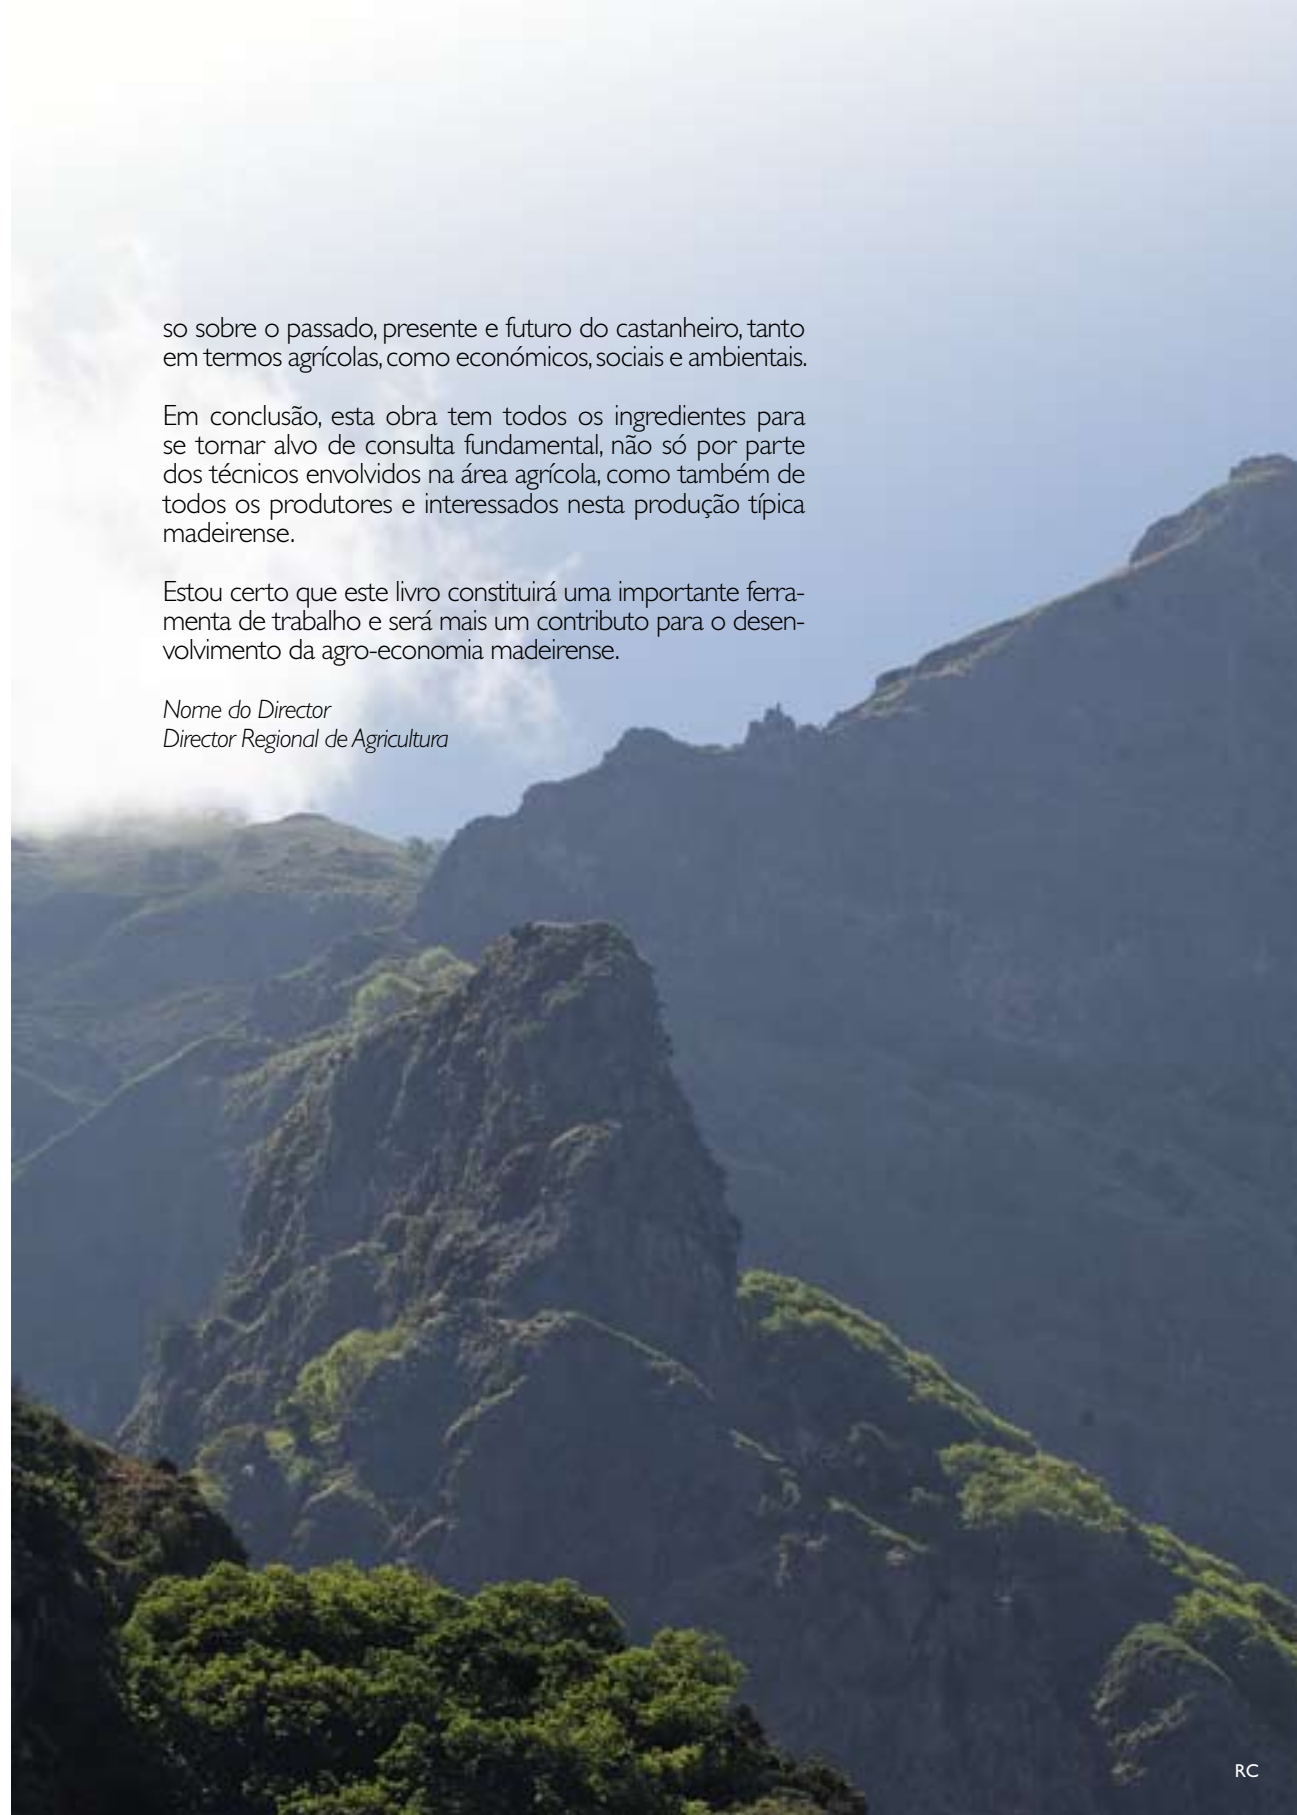 so sobre o passado, presente e futuro do castanheiro, tanto
em termos agrícolas, como económicos, sociais e ambientais.
Em conclusão, esta obra tem todos os ingredientes para
se tornar alvo de consulta fundamental, não só por parte
dos técnicos envolvidos na área agrícola, como também de
todos os produtores e interessados nesta produção típica
madeirense.
Estou certo que este livro constituirá uma importante ferra-
menta de trabalho e será mais um contributo para o desen-
volvimento da agro-economia madeirense.
Nome do Director
Director Regional de Agricultura
RC